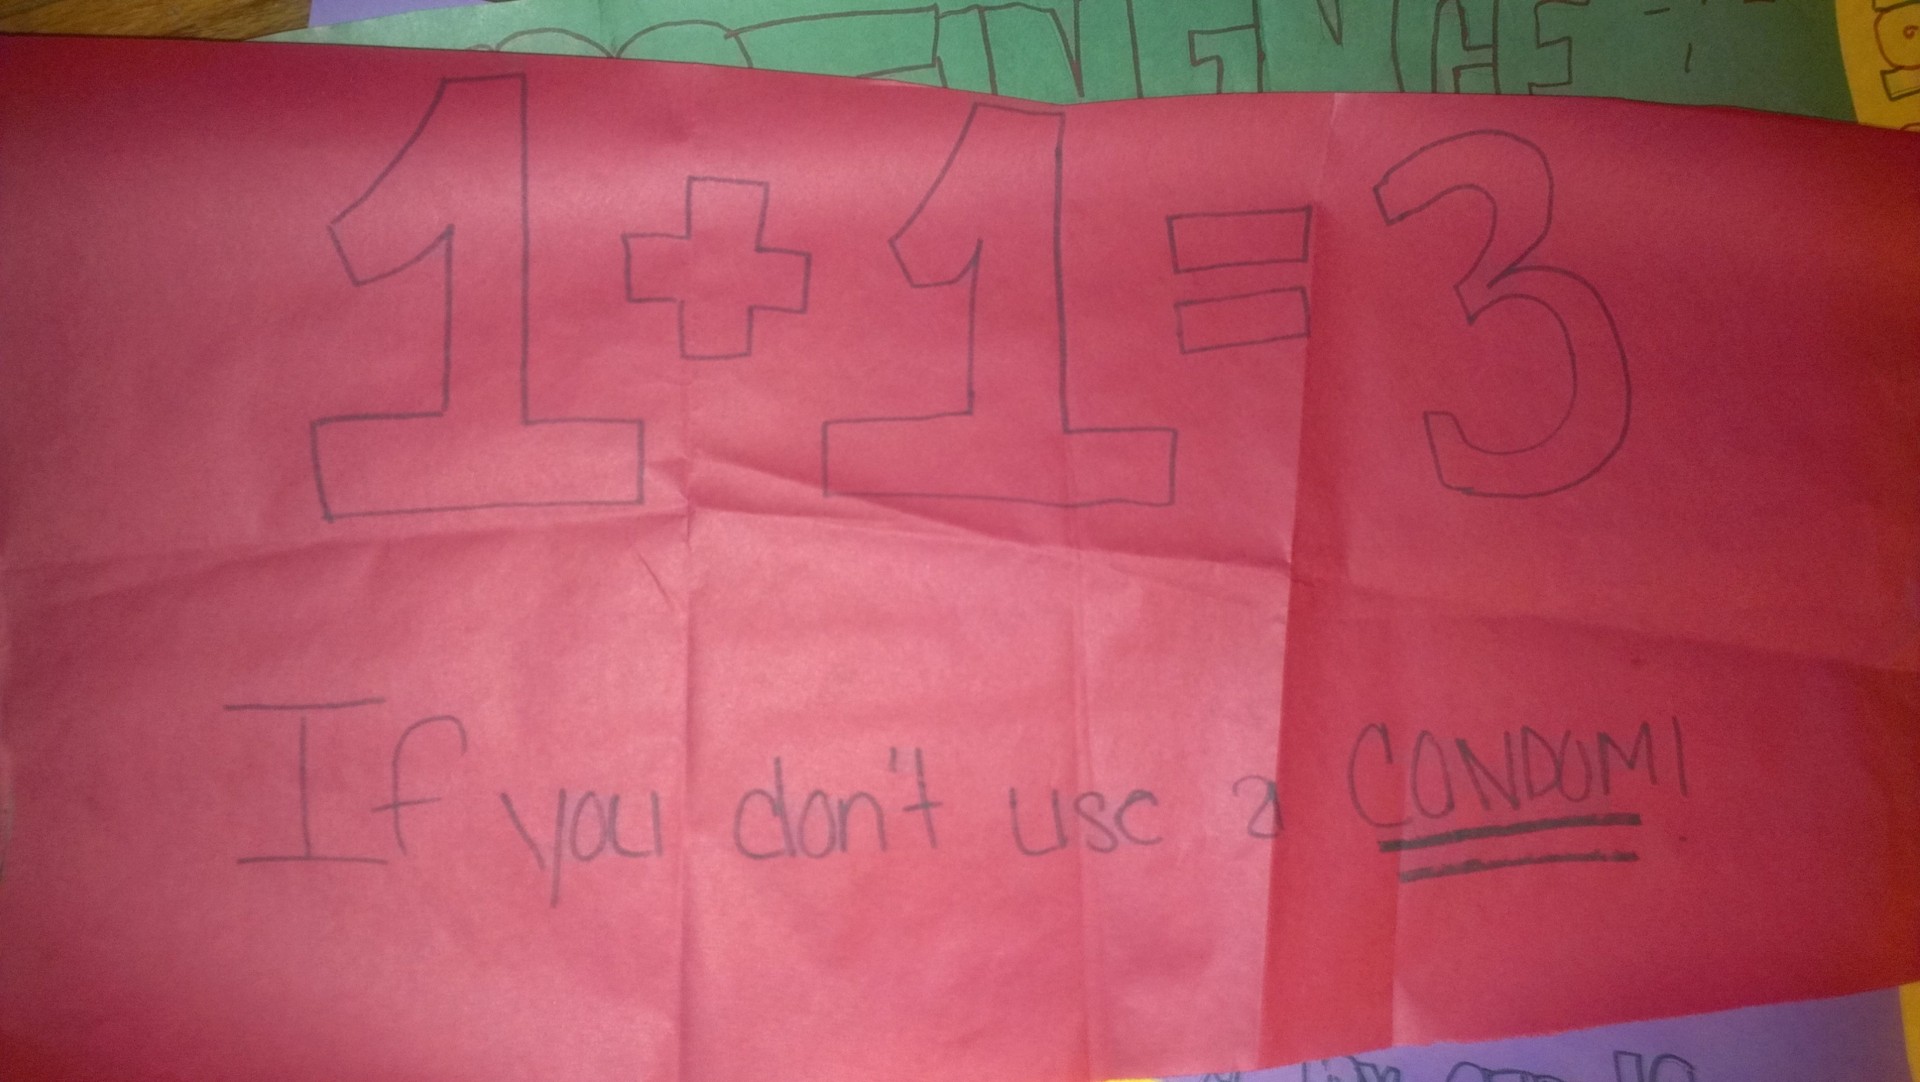 1+1=3
If you don't use a CONDOM!